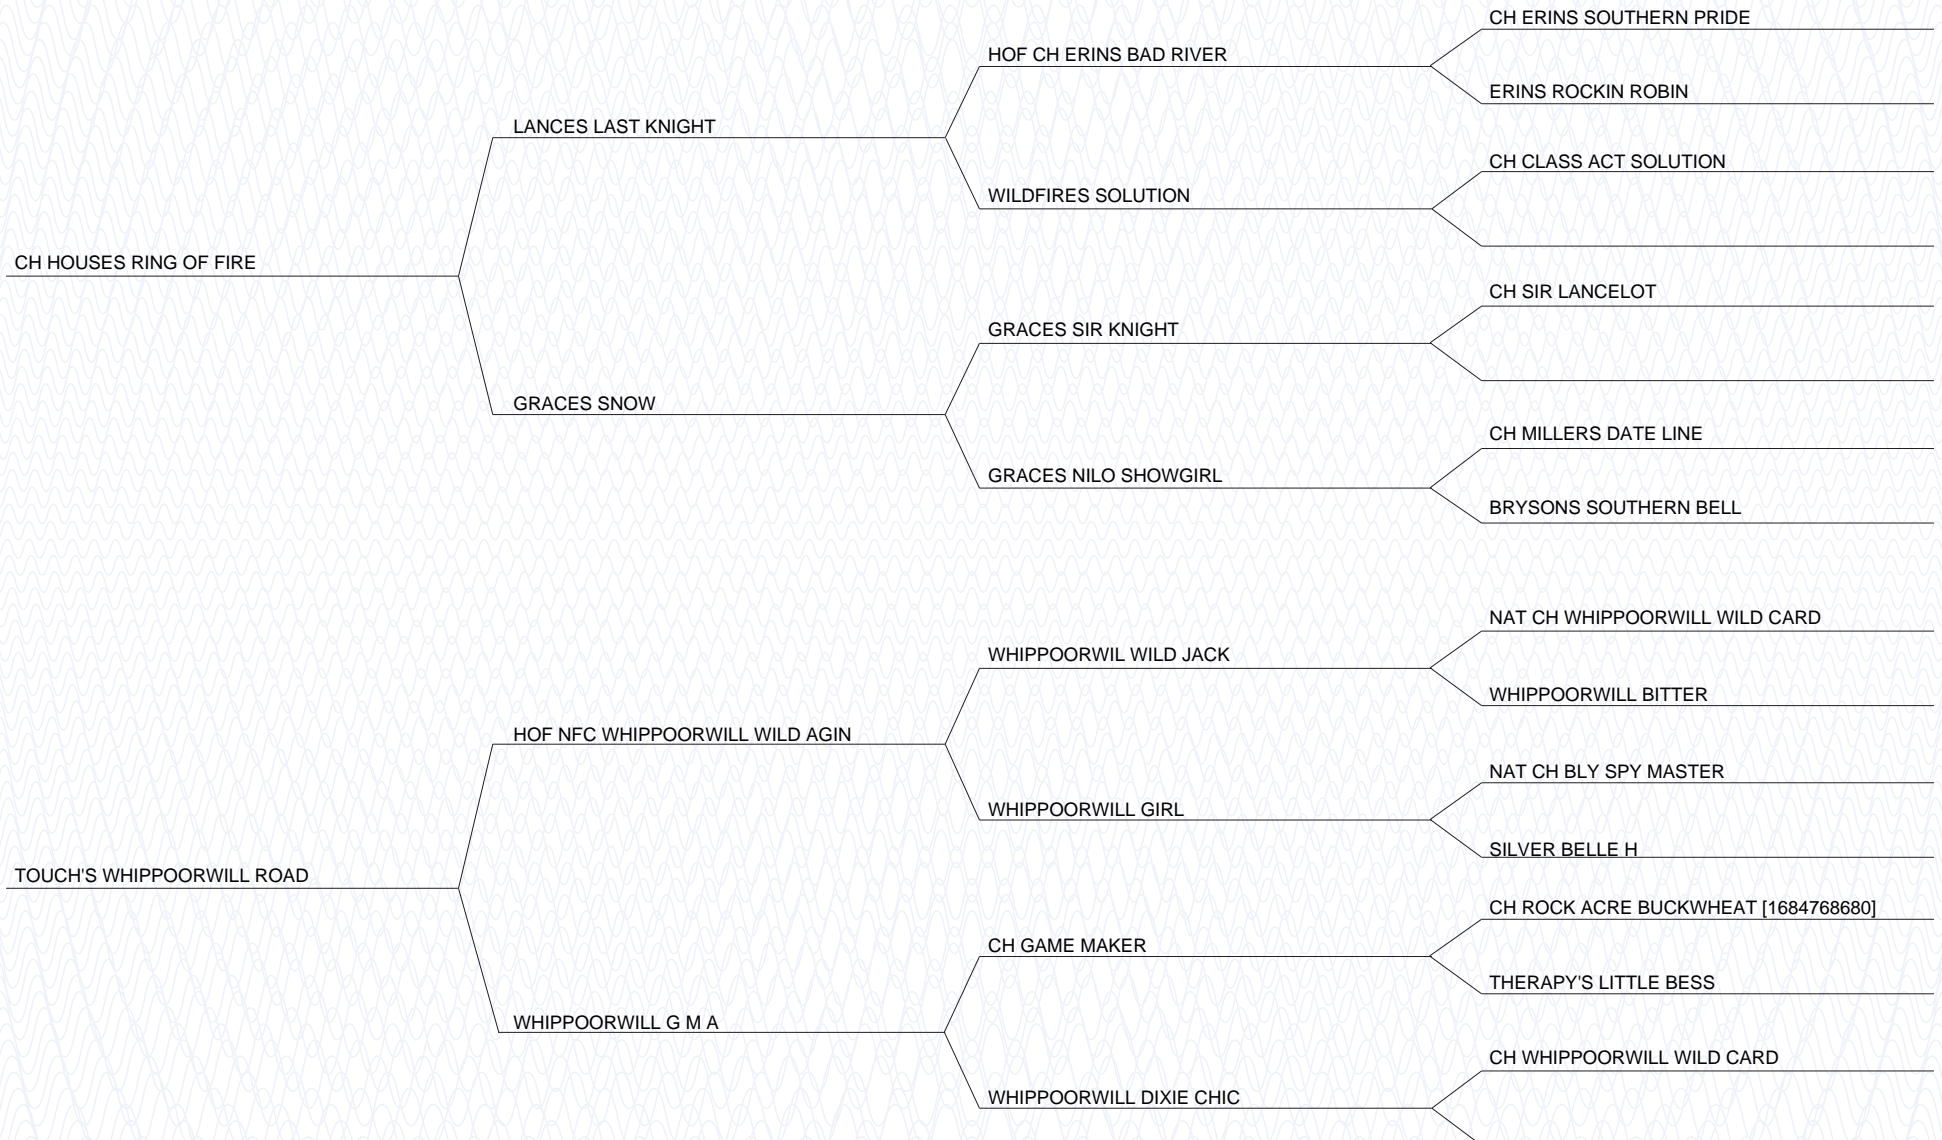 CH ERINS SOUTHERN PRIDE
HOF CH ERINS BAD RIVER
ERINS ROCKIN ROBIN
LANCES LAST KNIGHT
CH CLASS ACT SOLUTION
WILDFIRES SOLUTION
CH HOUSES RING OF FIRE
CH SIR LANCELOT
GRACES SIR KNIGHT
GRACES SNOW
CH MILLERS DATE LINE
GRACES NILO SHOWGIRL
BRYSONS SOUTHERN BELL
NAT CH WHIPPOORWILL WILD CARD
WHIPPOORWIL WILD JACK
WHIPPOORWILL BITTER
HOF NFC WHIPPOORWILL WILD AGIN
NAT CH BLY SPY MASTER
WHIPPOORWILL GIRL
SILVER BELLE H
TOUCH'S WHIPPOORWILL ROAD
CH ROCK ACRE BUCKWHEAT [1684768680]
CH GAME MAKER
THERAPY'S LITTLE BESS
WHIPPOORWILL G M A
CH WHIPPOORWILL WILD CARD
WHIPPOORWILL DIXIE CHIC